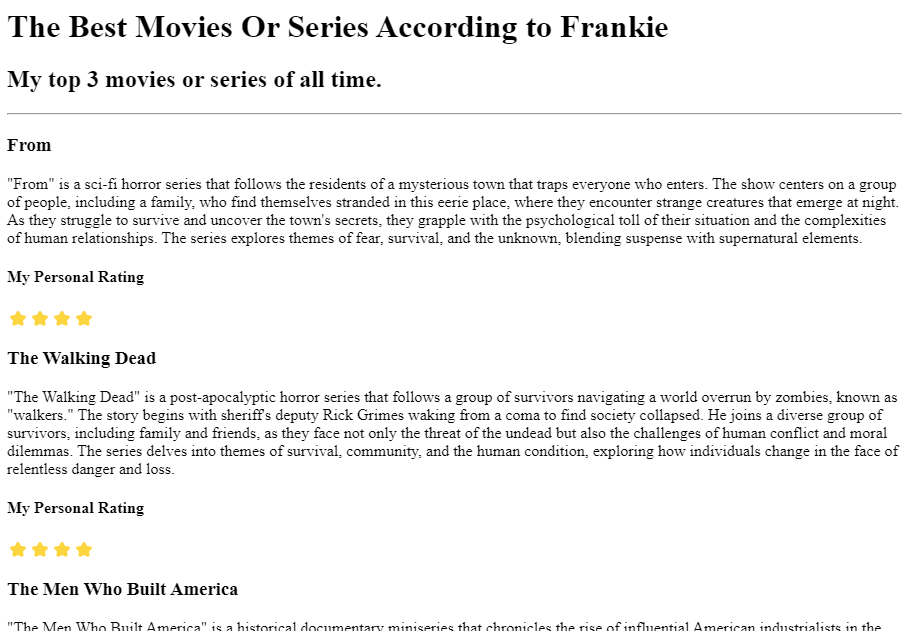 The Best Movies Or Series According to Frankie
My top 3 movies or series of all time.
From
"From" is a sci-fi horror series that follows the residents of a mysterious town that traps everyone who enters. The show centers on a group
of people, including a family, who find themselves stranded in this eerie place, where they encounter strange creatures that emerge at night.
As they struggle to survive and uncover the town's secrets, they grapple with the psychological toll of their situation and the complexities
of human relationships. The series explores themes of fear, survival, and the unknown, blending suspense with supernatural elements.
My Personal Rating
The Walking Dead
"The Walking Dead" is a post-apocalyptic horror series that follows a group of survivors navigating a world overrun by zombies, known as
"walkers." The story begins with sheriff's deputy Rick Grimes waking from a coma to find society collapsed. He joins a diverse group of
survivors, including family and friends, as they face not only the threat of the undead but also the challenges of human conflict and moral
dilemmas. The series delves into themes of survival, community, and the human condition, exploring how individuals change in the face of
relentless danger and loss.
My Personal Rating
The Men Who Built America
"The Men Who Built America" is a historical documentary miniseries that chronicles the rise of influential American industrialists in the